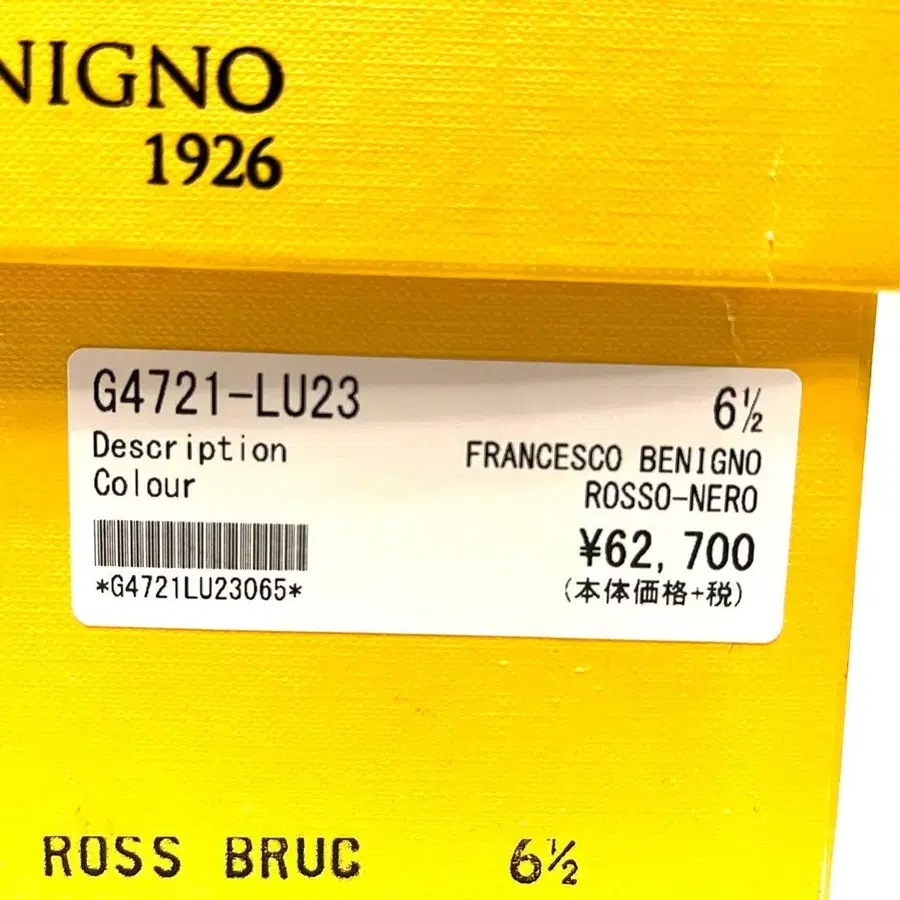 NIGNO
1926
G4721-LU23 6½
Description FRANCESCO BENIGNO
Colour ROSSO-NERO
¥62,700
*G4721LU23065* (本体価格+税)
ROSS BRUC 6½